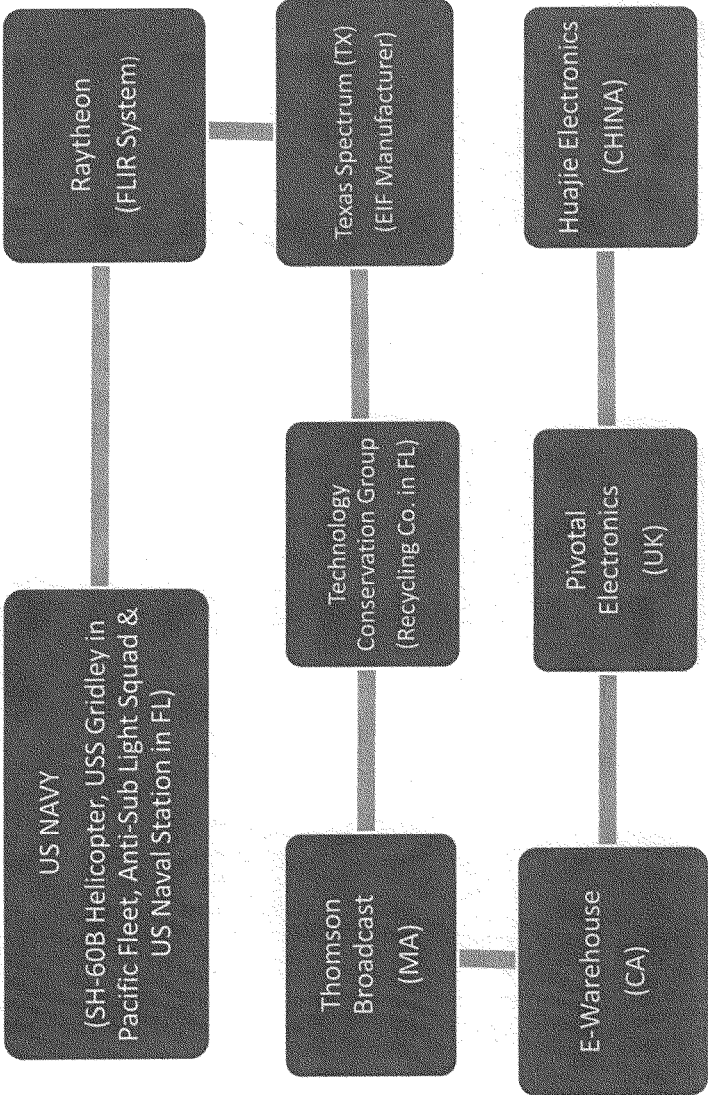 US NAVY
(SH-60B Helicopter, USS Gridley in
Pacific Fleet, Anti-Sub Light Squad &
US Naval Station in FL)
Raytheon
(FLIR System)
Texas Spectrum (TX)
(EIF Manufacturer)
Technology
Conservation Group
(Recycling Co. in FL)
Thomson
Broadcast
(MA)
E-Warehouse
(CA)
Pivotal
Electronics
(UK)
Huajie Electronics
(CHINA)